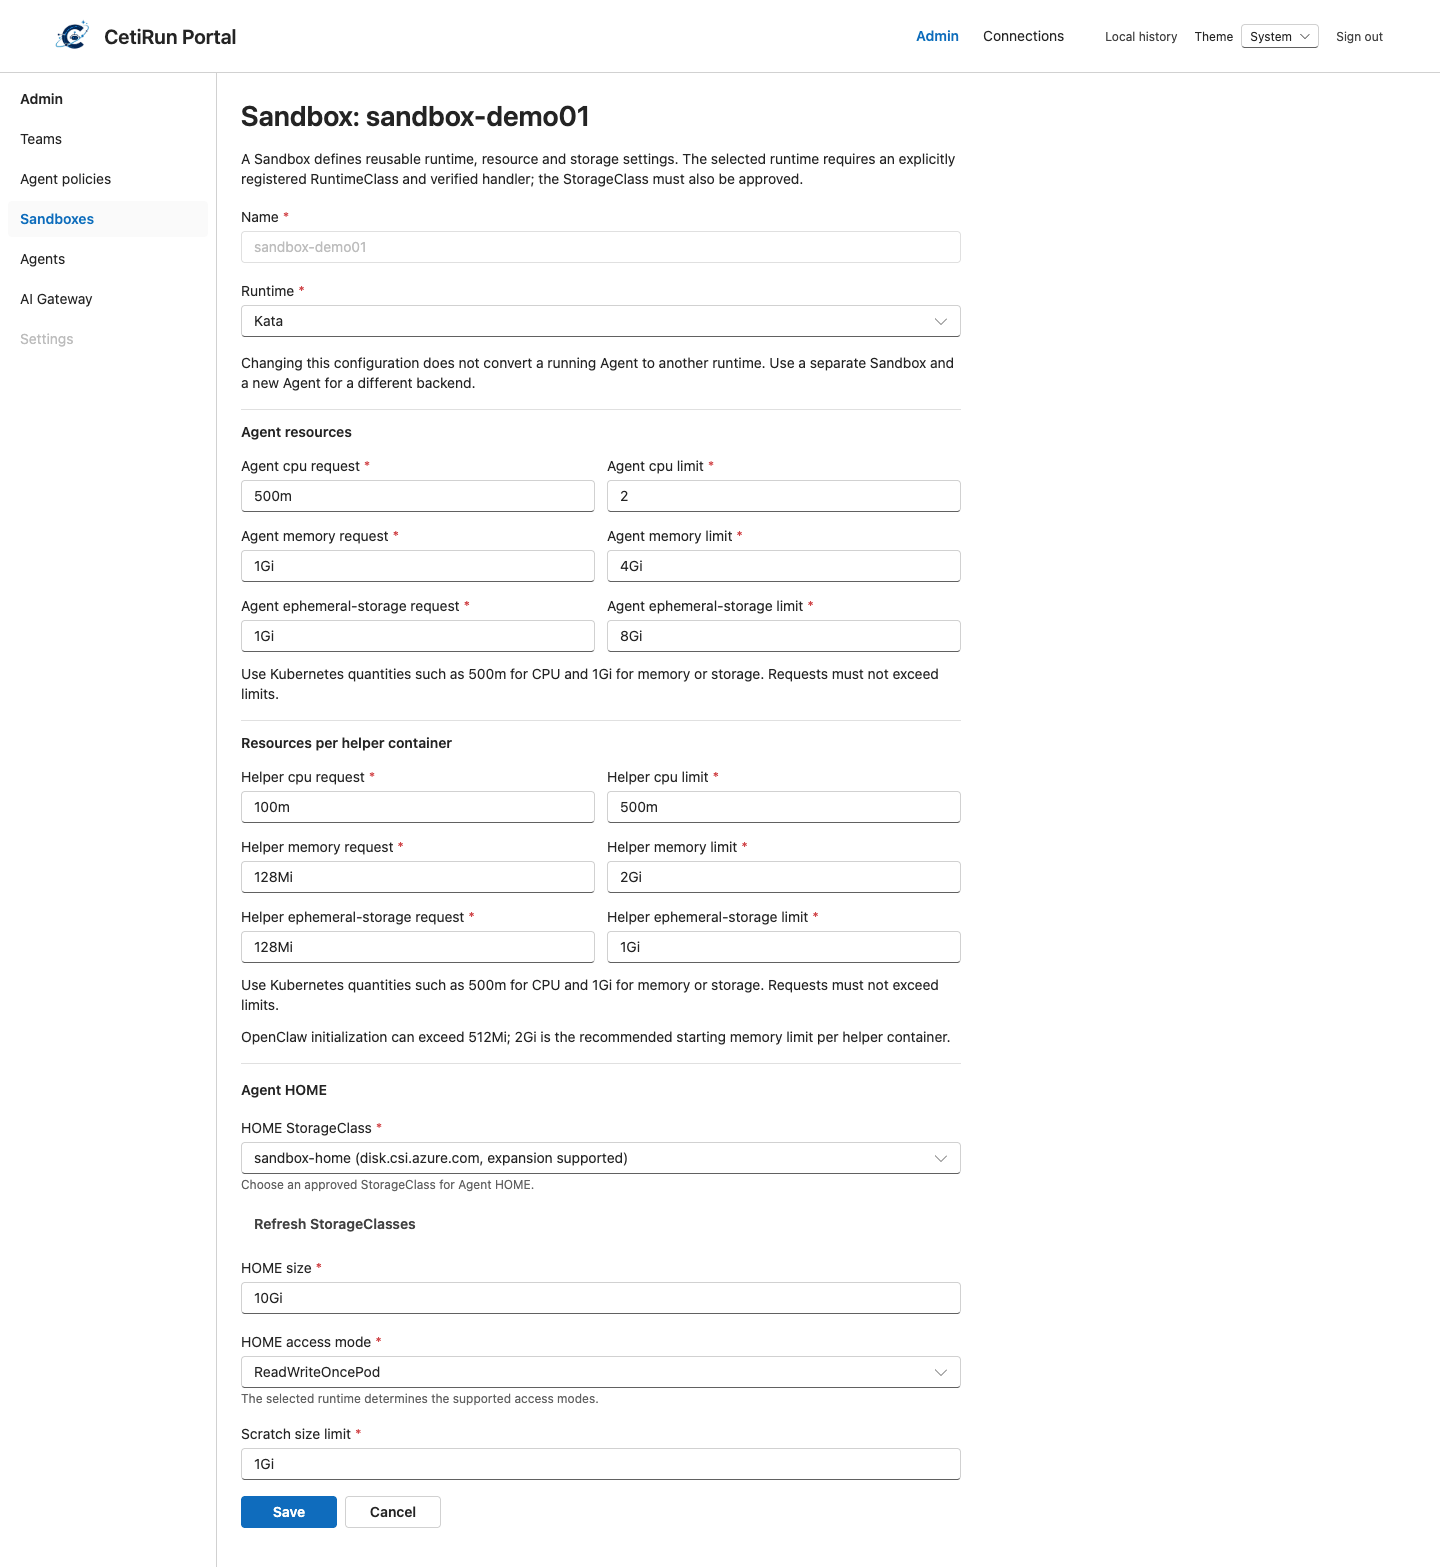 CetiRun Portal
Admin
Connections
Local history
Theme
System
Sign out
Admin
Teams
Agent policies
Sandboxes
Agents
AI Gateway
Settings
Sandbox: sandbox-demo01
A Sandbox defines reusable runtime, resource and storage settings. The selected runtime requires an explicitly
registered RuntimeClass and verified handler; the StorageClass must also be approved.
Name *
sandbox-demo01
Runtime *
Kata
Changing this configuration does not convert a running Agent to another runtime. Use a separate Sandbox and
a new Agent for a different backend.
Agent resources
Agent cpu request *
Agent cpu limit *
500m
2
Agent memory request *
Agent memory limit *
1Gi
4Gi
Agent ephemeral-storage request *
Agent ephemeral-storage limit *
1Gi
8Gi
Use Kubernetes quantities such as 500m for CPU and 1Gi for memory or storage. Requests must not exceed
limits.
Resources per helper container
Helper cpu request *
Helper cpu limit *
100m
500m
Helper memory request *
Helper memory limit *
128Mi
2Gi
Helper ephemeral-storage request *
Helper ephemeral-storage limit *
128Mi
1Gi
Use Kubernetes quantities such as 500m for CPU and 1Gi for memory or storage. Requests must not exceed
limits.
OpenClaw initialization can exceed 512Mi; 2Gi is the recommended starting memory limit per helper container.
Agent HOME
HOME StorageClass *
sandbox-home (disk.csi.azure.com, expansion supported)
Choose an approved StorageClass for Agent HOME.
Refresh StorageClasses
HOME size *
10Gi
HOME access mode *
ReadWriteOncePod
The selected runtime determines the supported access modes.
Scratch size limit *
1Gi
Save
Cancel